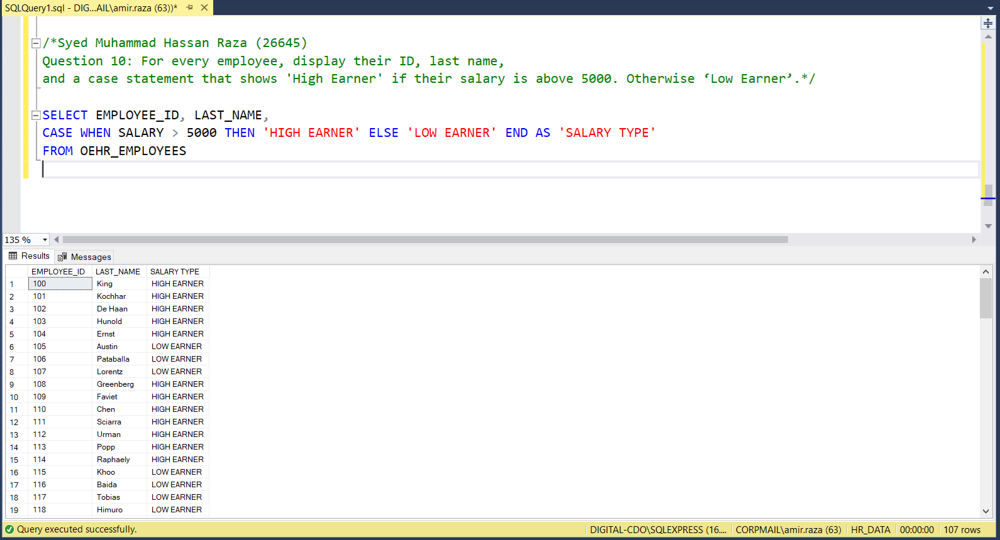 SQLQuery1.sql - DIG...AIL\amir.raza (63))*
/*Syed Muhammad Hassan Raza (26645)
Question 10: For every employee, display their ID, last name,
and a case statement that shows 'High Earner' if their salary is above 5000. Otherwise ‘Low Earner’.*/
SELECT EMPLOYEE_ID, LAST_NAME,
CASE WHEN SALARY > 5000 THEN 'HIGH EARNER' ELSE 'LOW EARNER' END AS 'SALARY TYPE'
FROM OEHR_EMPLOYEES
135 %
Results Messages
EMPLOYEE_ID LAST_NAME SALARY TYPE
1 100 King HIGH EARNER
2 101 Kochhar HIGH EARNER
3 102 De Haan HIGH EARNER
4 103 Hunold HIGH EARNER
5 104 Ernst HIGH EARNER
6 105 Austin LOW EARNER
7 106 Pataballa LOW EARNER
8 107 Lorentz LOW EARNER
9 108 Greenberg HIGH EARNER
10 109 Faviet HIGH EARNER
11 110 Chen HIGH EARNER
12 111 Sciarra HIGH EARNER
13 112 Urman HIGH EARNER
14 113 Popp HIGH EARNER
15 114 Raphaely HIGH EARNER
16 115 Khoo LOW EARNER
17 116 Baida LOW EARNER
18 117 Tobias LOW EARNER
19 118 Himuro LOW EARNER
Query executed successfully. DIGITAL-CDO\SQLEXPRESS (16.... CORPMAIL\amir.raza (63) HR_DATA 00:00:00 107 rows